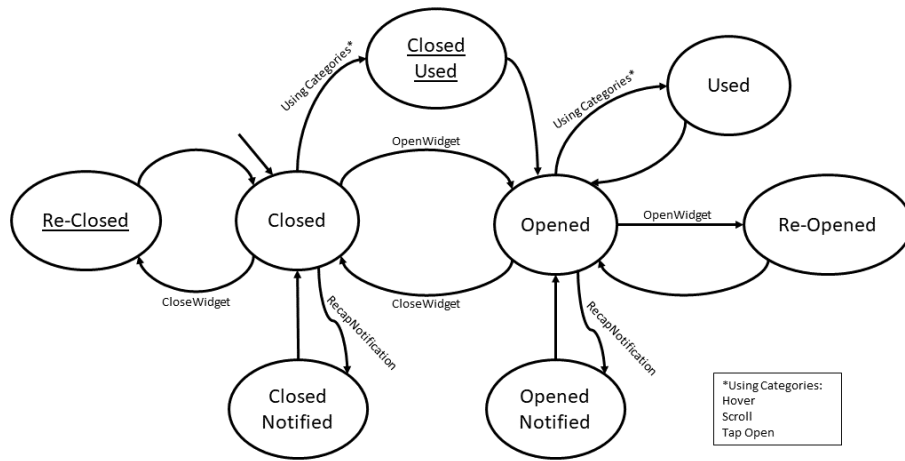 Closed
Used
Using Categories*
Using Categories*
Used
OpenWidget
Re-Closed
Closed
Opened
OpenWidget
Re-Opened
CloseWidget
CloseWidget
RecapNotification
RecapNotification
Closed
Notified
Opened
Notified
*Using Categories:
Hover
Scroll
Tap Open